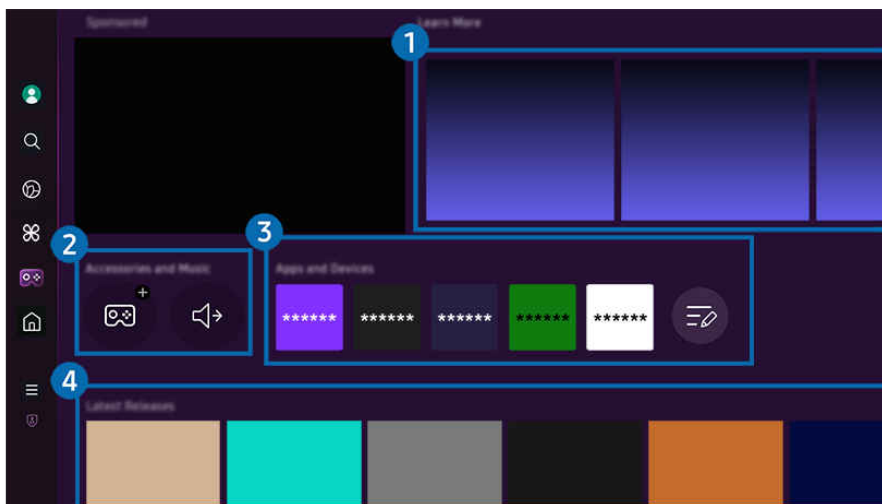 Sponsored
Learn More
1
2
3
Accessories and Music
Apps and Devices
****** ****** ****** ****** ******
4
Latest Releases